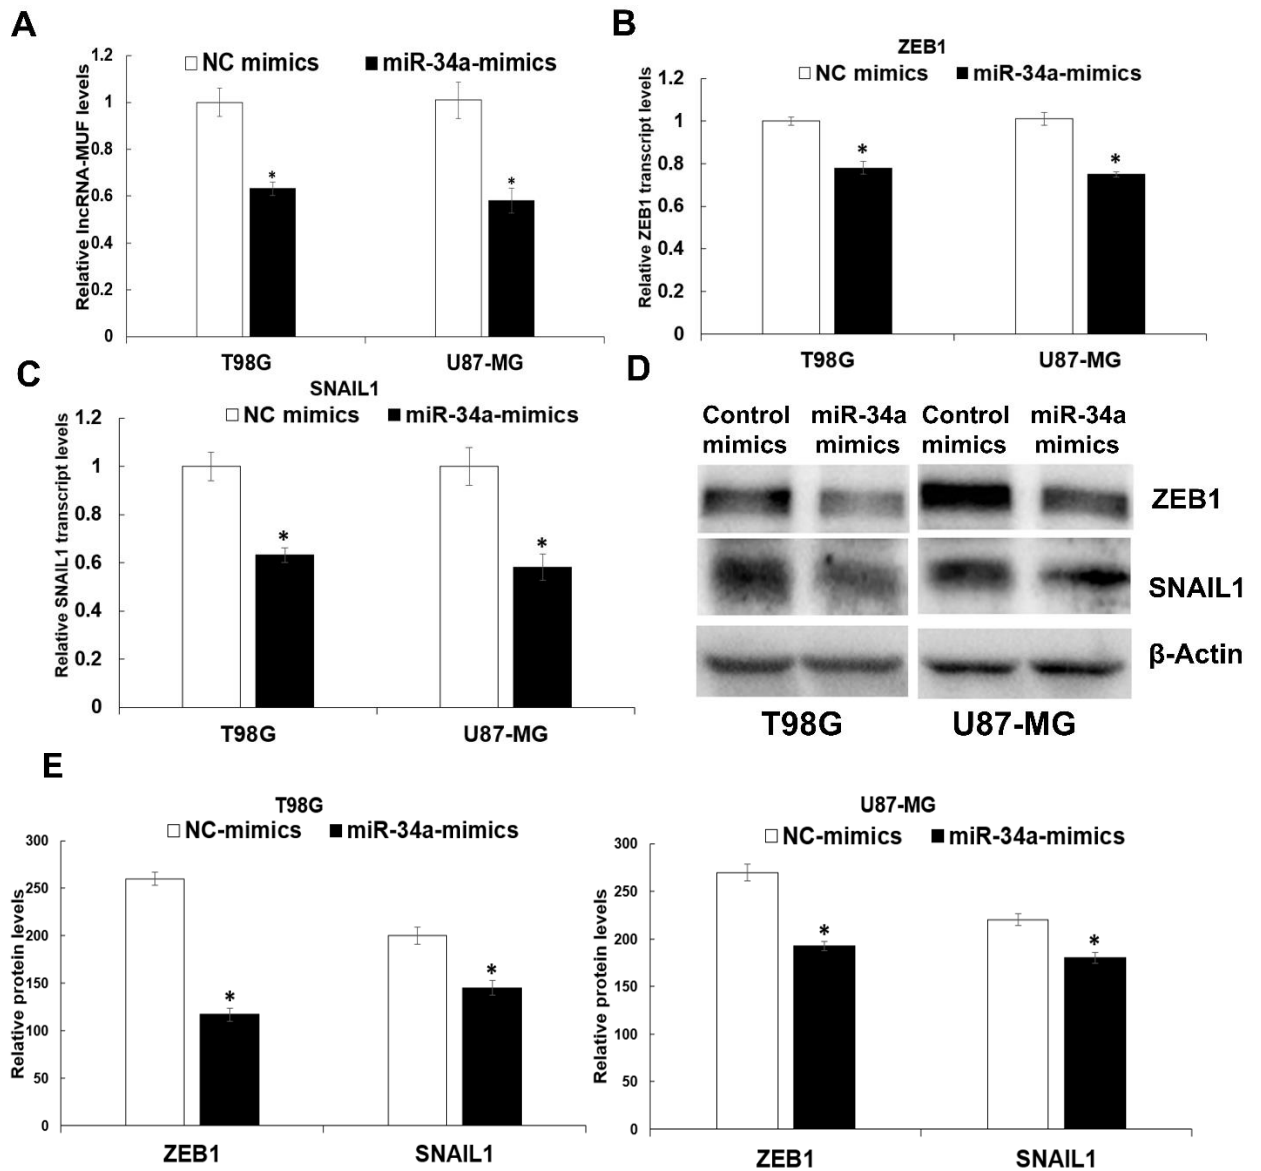 A
Relative lncRNA-MUF levels
NC mimics miR-34a-mimics
1.2
1
0.8
0.6
0.4
0.2
0
* *
T98G U87-MG
B
ZEB1
NC mimics miR-34a-mimics
Relative ZEB1 transcript levels
1.2
1
0.8
0.6
0.4
0.2
0
* *
T98G U87-MG
C
SNAIL1
NC mimics miR-34a-mimics
Relative SNAIL1 transcript levels
1.2
1
0.8
0.6
0.4
0.2
0
* *
T98G U87-MG
D
Control miR-34a Control miR-34a
mimics mimics mimics mimics
ZEB1
SNAIL1
β-Actin
T98G U87-MG
E
T98G
NC-mimics miR-34a-mimics
Relative protein levels
300
250
200
150
100
50
0
* *
ZEB1 SNAIL1
U87-MG
NC-mimics miR-34a-mimics
Relative protein levels
300
250
200
150
100
50
0
* *
ZEB1 SNAIL1